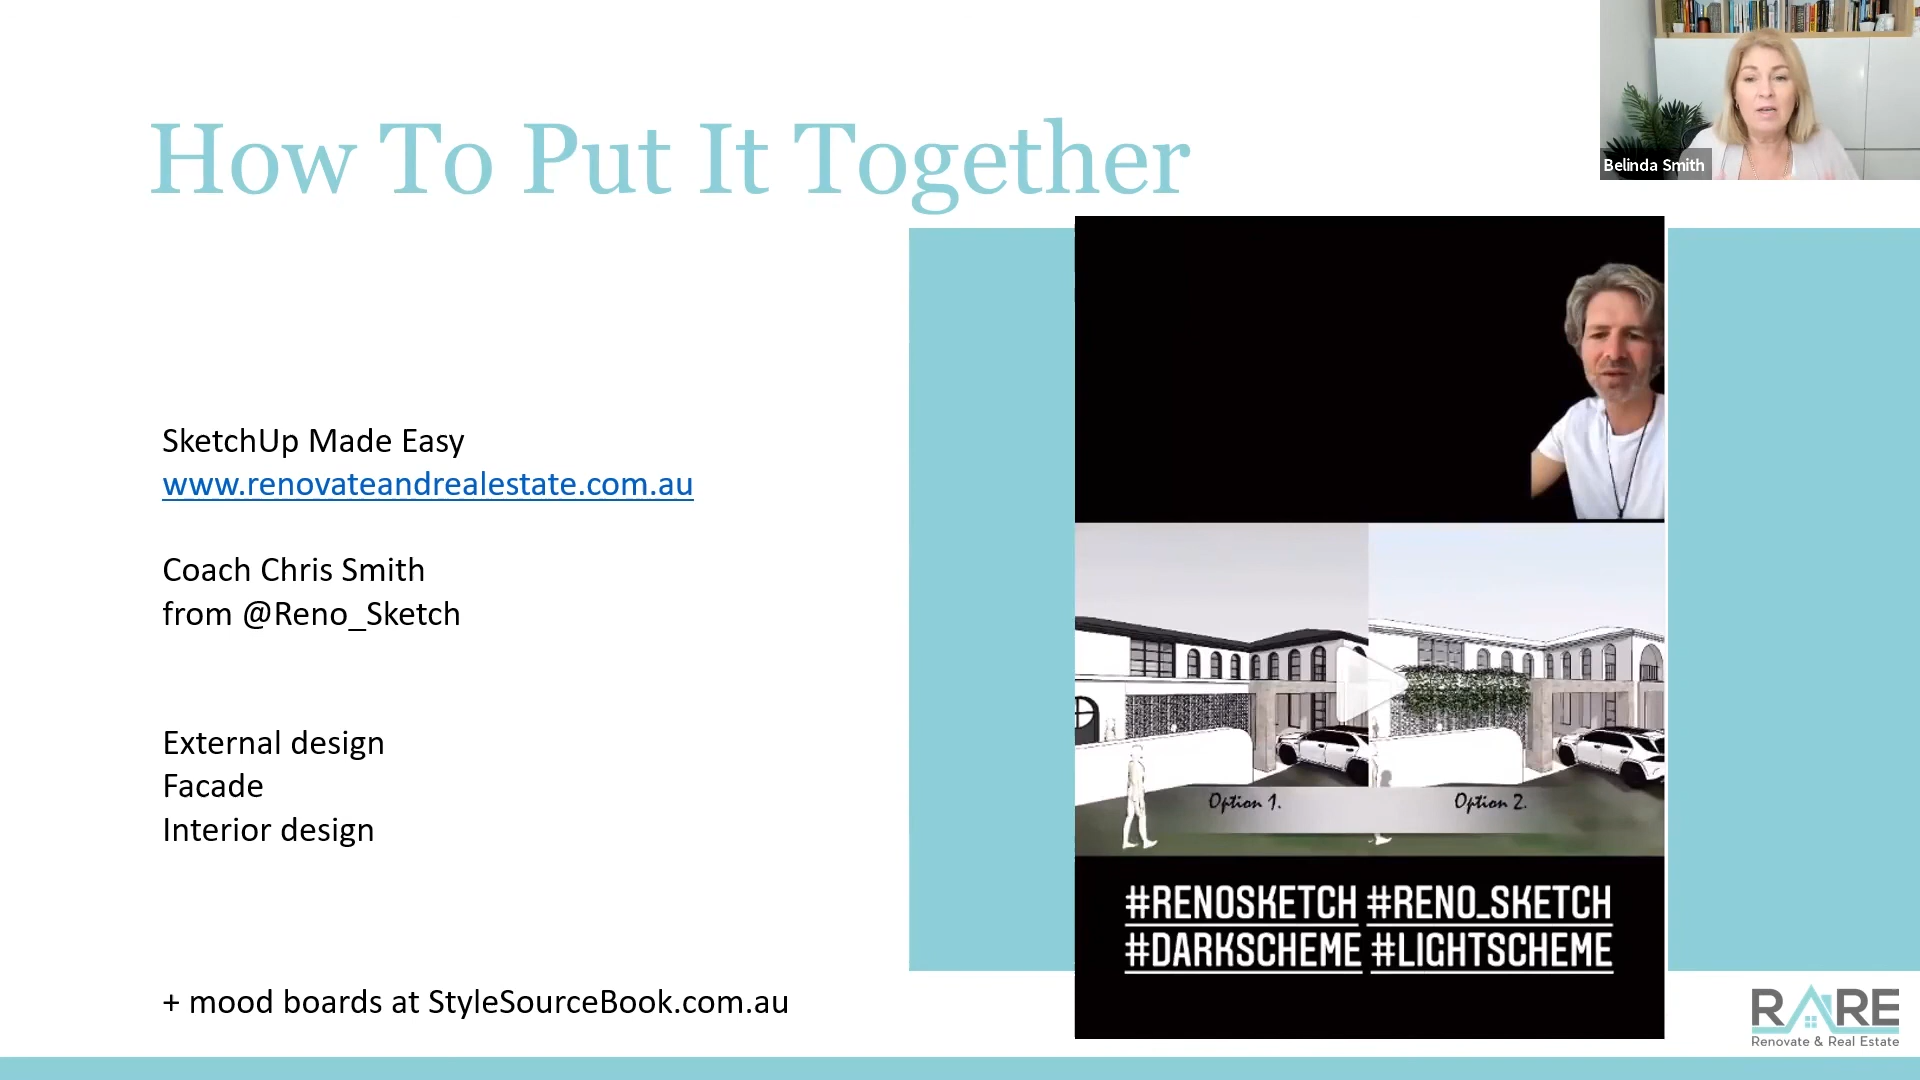 How To Put It Together
Belinda Smith
SketchUp Made Easy
www.renovateandrealestate.com.au
Coach Chris Smith
from @Reno_Sketch
External design
Facade
Interior design
+ mood boards at StyleSourceBook.com.au
Option 1.
Option 2.
#RENOSKETCH #RENO_SKETCH
#DARKSCHEME #LIGHTSCHEME
RARE
Renovate & Real Estate